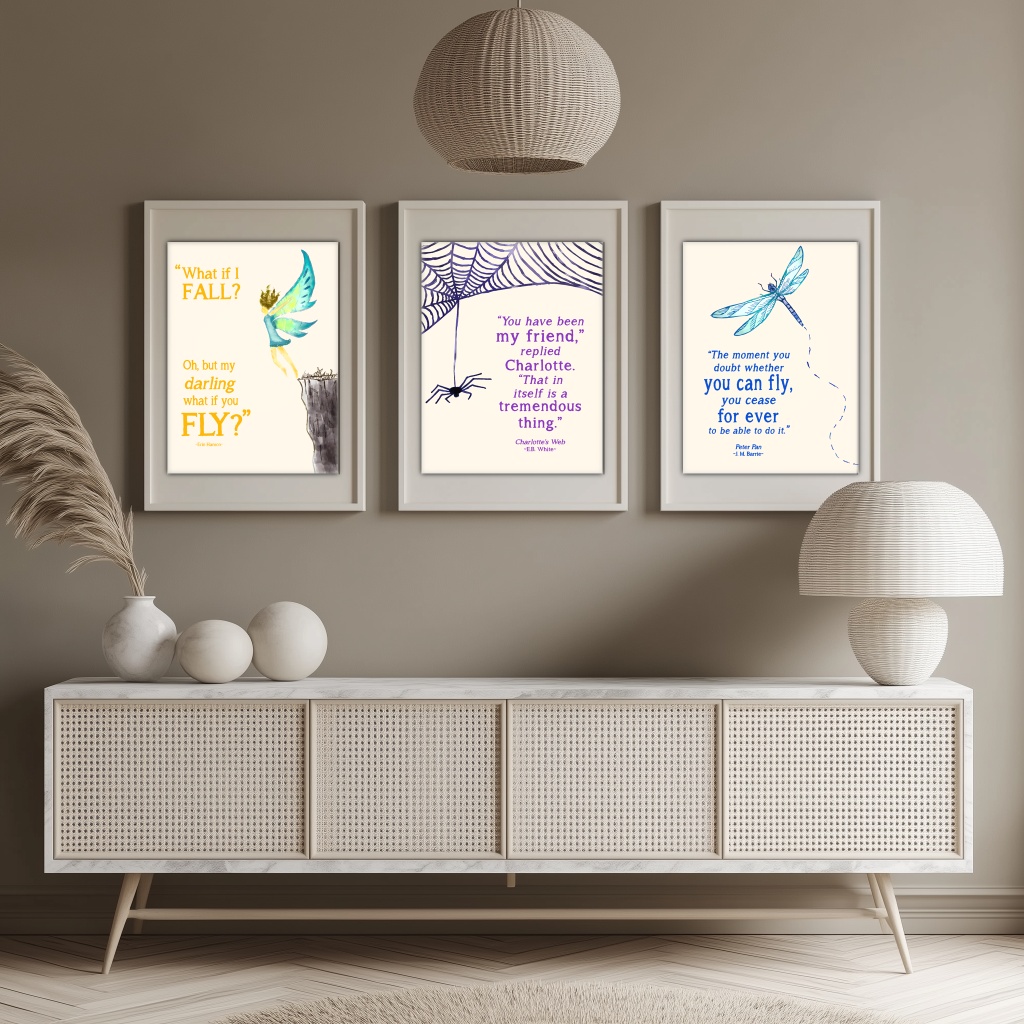 “What if I
FALL?
Oh, but my
darling
what if you
FLY?”
“You have been
my friend,”
replied
Charlotte.
“That in
itself is a
tremendous
thing.”
Charlotte's Web
~E.B. White~
“The moment you
doubt whether
you can fly,
you cease
for ever
to be able to do it.”
Peter Pan
~J. M. Barrie~